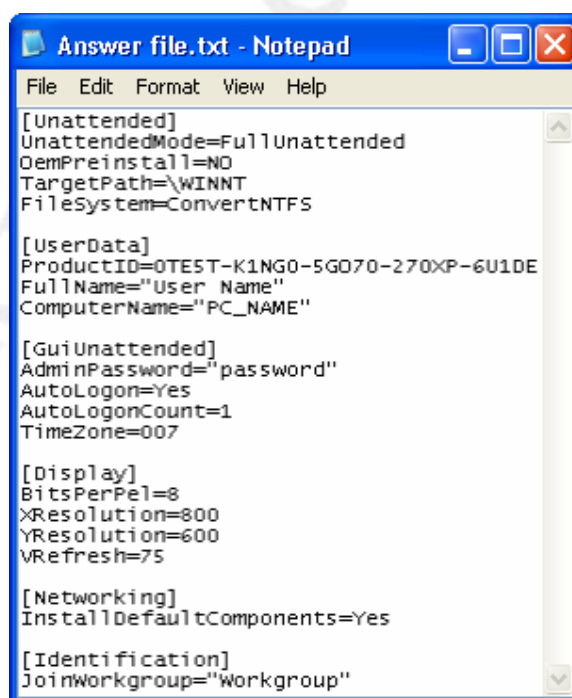 Answer file.txt - Notepad
File Edit Format View Help
[Unattended]
UnattendedMode=FullUnattended
OemPreinstall=NO
TargetPath=\WINNT
FileSystem=ConvertNTFS
[UserData]
ProductID=0TE5T-K1NG0-5GO70-270XP-6U1DE
FullName="User Name"
ComputerName="PC_NAME"
[GuiUnattended]
AdminPassword="password"
AutoLogon=Yes
AutoLogonCount=1
TimeZone=007
[Display]
BitsPerPel=8
XResolution=800
YResolution=600
VRefresh=75
[Networking]
InstallDefaultComponents=Yes
[Identification]
JoinWorkgroup="Workgroup"